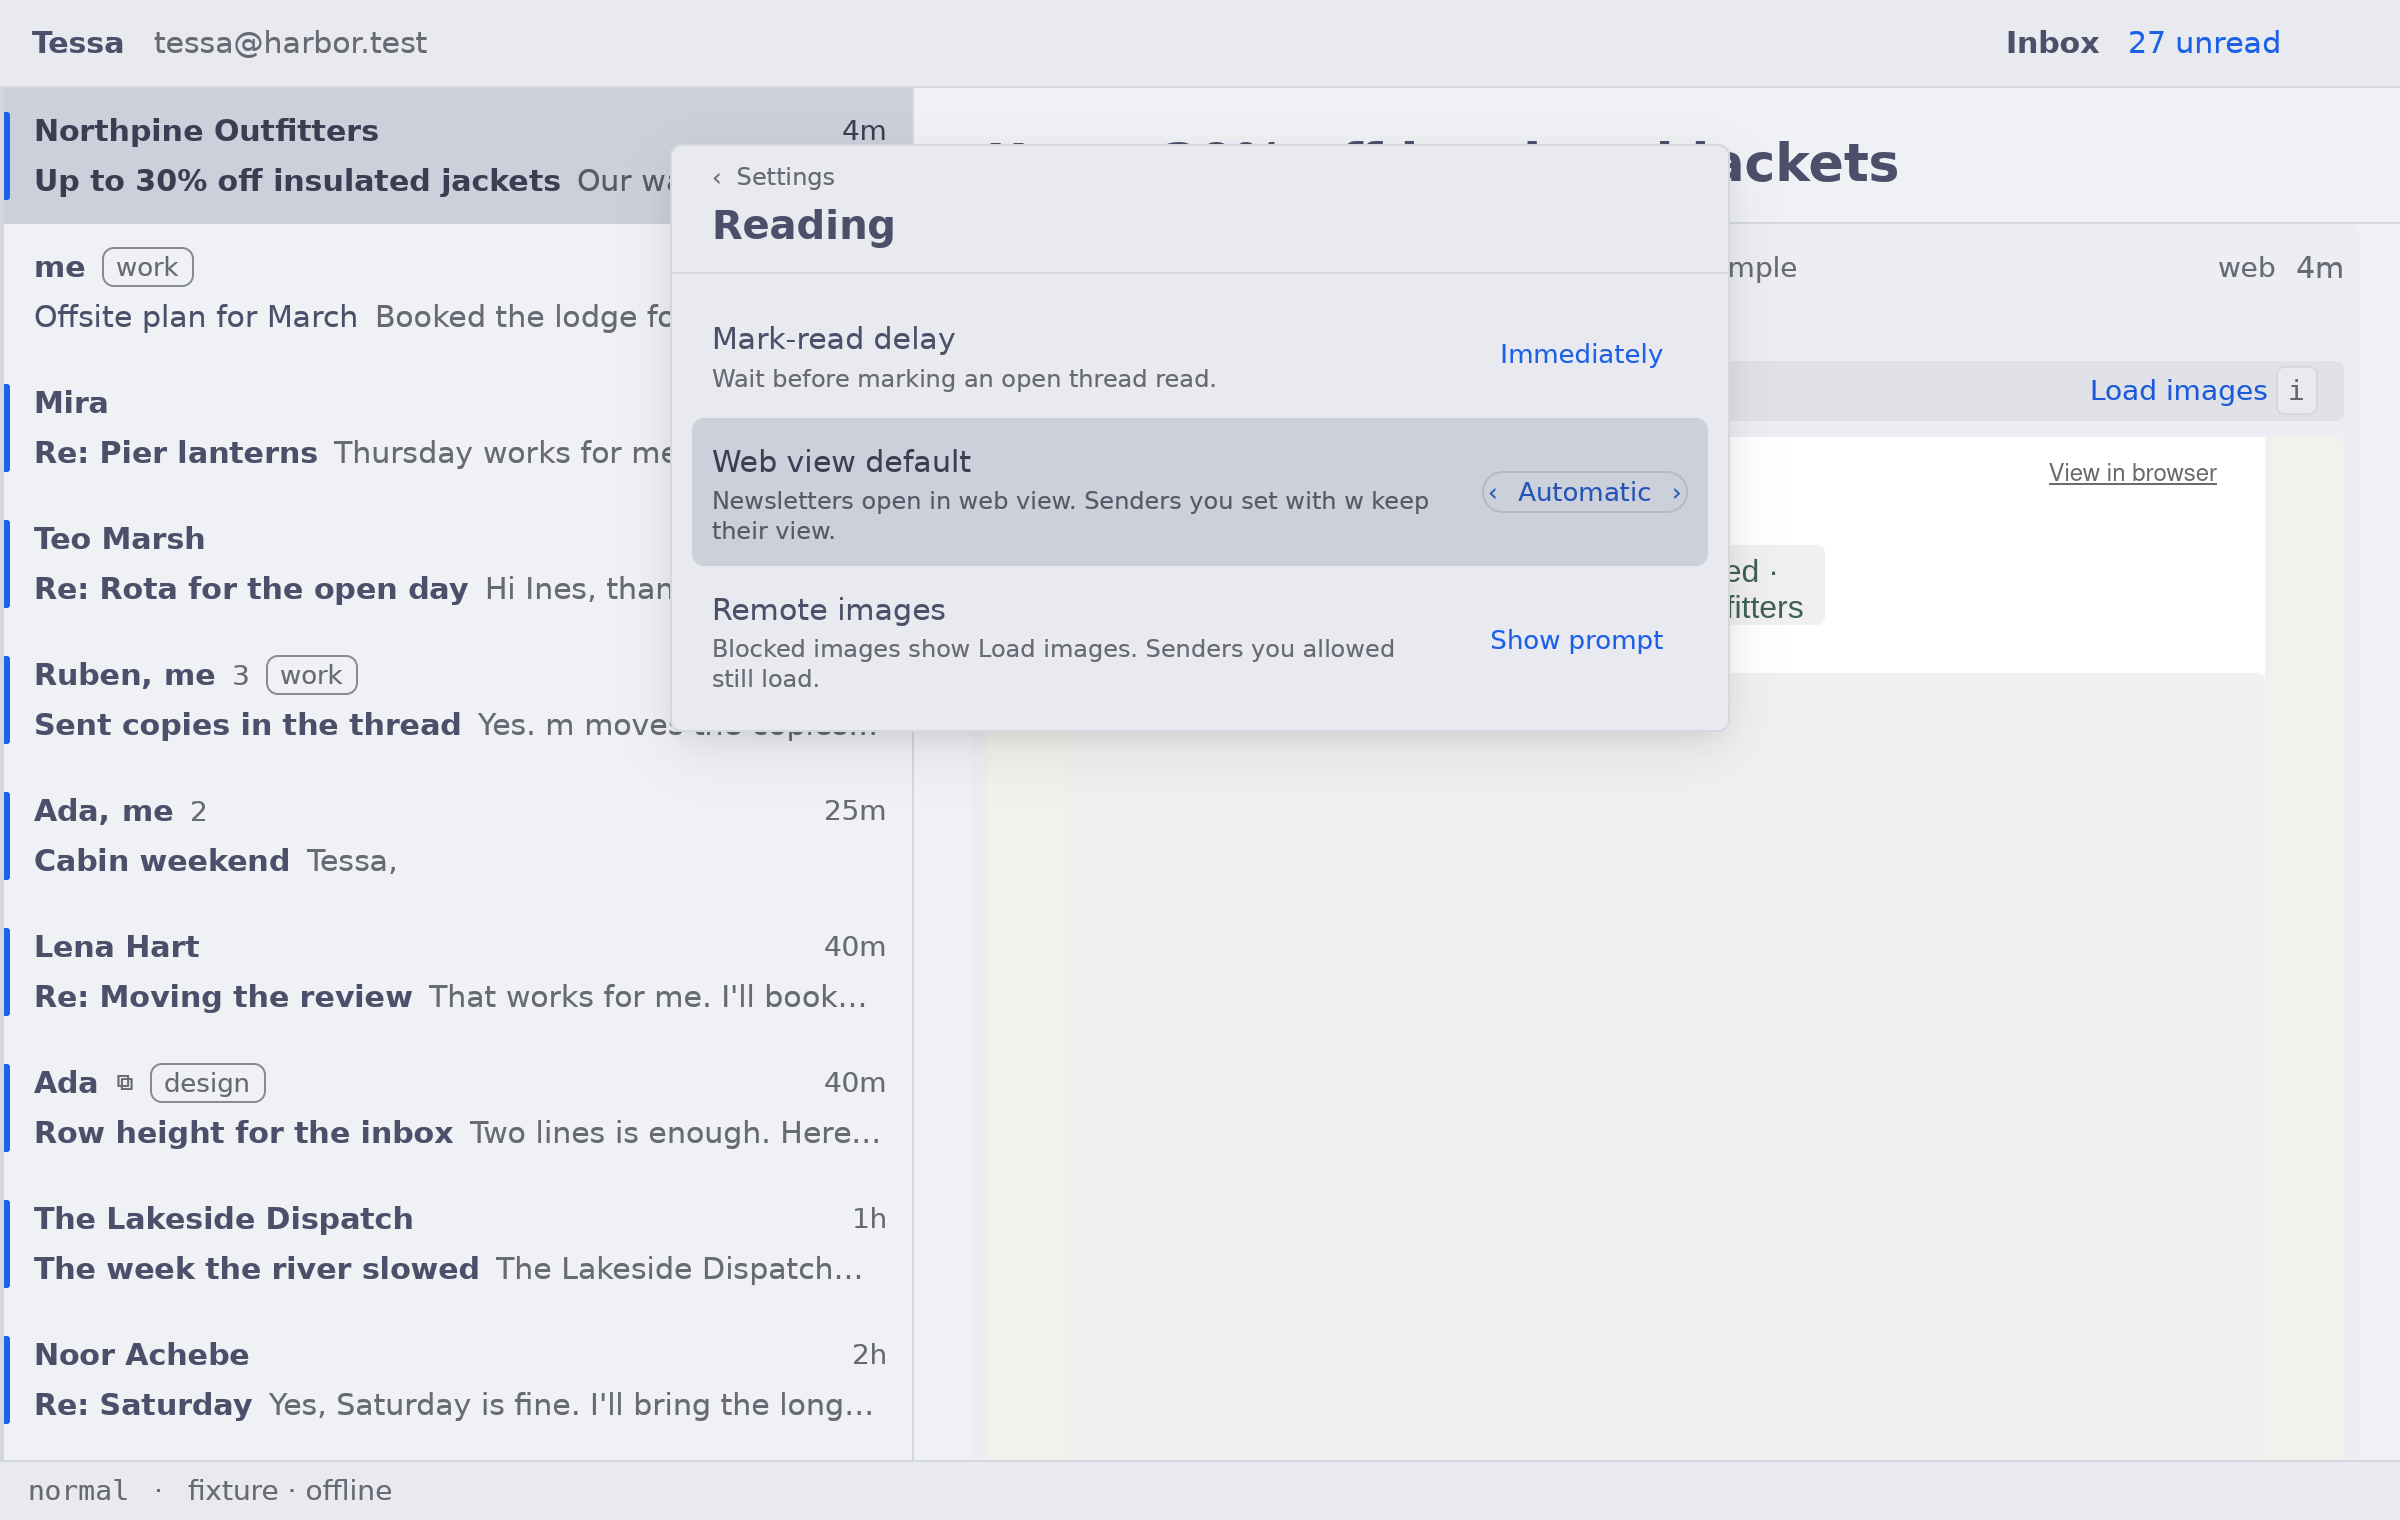 Tessa tessa@harbor.test
Inbox 27 unread
Northpine Outfitters 4m
Up to 30% off insulated jackets Our
me work
Offsite plan for March Booked the lodge
Mira
Re: Pier lanterns Thursday works for me
Teo Marsh
Re: Rota for the open day Hi Ines,
Ruben, me 3 work
Sent copies in the thread Yes. m moves the copies…
Ada, me 2 25m
Cabin weekend Tessa,
Lena Hart 40m
Re: Moving the review That works for me. I'll book…
Ada design 40m
Row height for the inbox Two lines is enough. Here…
The Lakeside Dispatch 1h
The week the river slowed The Lakeside Dispatch…
Noor Achebe 2h
Re: Saturday Yes, Saturday is fine. I'll bring the long…
‹ Settings
Reading
Mark-read delay
Wait before marking an open thread read.
Immediately
Web view default
Newsletters open in web view. Senders you set with w keep
their view.
‹ Automatic ›
Remote images
Blocked images show Load images. Senders you allowed
still load.
Show prompt
jackets
mple web 4m
Load images i
View in browser
ed ·
fitters
normal · fixture · offline